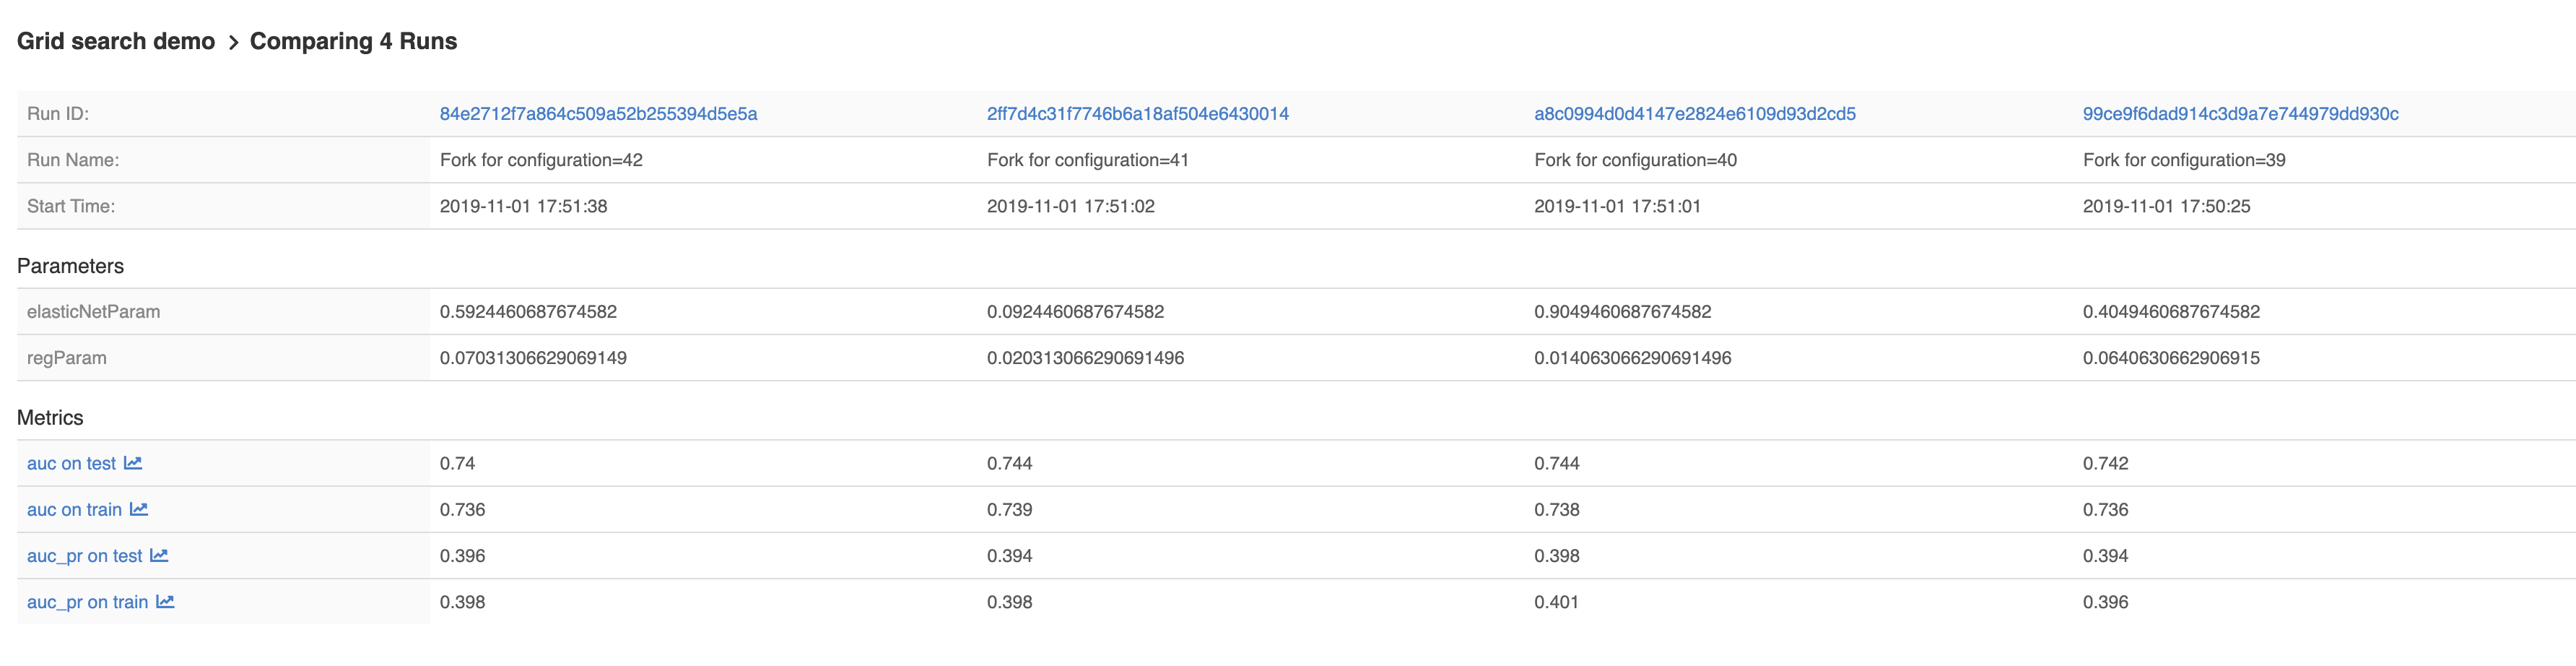 Grid search demo > Comparing 4 Runs
Run ID: 84e2712f7a864c509a52b255394d5e5a 2ff7d4c31f7746b6a18af504e6430014 a8c0994d0d4147e2824e6109d93d2cd5 99ce9f6dad914c3d9a7e744979dd930c
Run Name: Fork for configuration=42 Fork for configuration=41 Fork for configuration=40 Fork for configuration=39
Start Time: 2019-11-01 17:51:38 2019-11-01 17:51:02 2019-11-01 17:51:01 2019-11-01 17:50:25
Parameters
elasticNetParam 0.5924460687674582 0.0924460687674582 0.9049460687674582 0.4049460687674582
regParam 0.07031306629069149 0.020313066290691496 0.014063066290691496 0.0640630662906915
Metrics
auc on test 0.74 0.744 0.744 0.742
auc on train 0.736 0.739 0.738 0.736
auc_pr on test 0.396 0.394 0.398 0.394
auc_pr on train 0.398 0.398 0.401 0.396